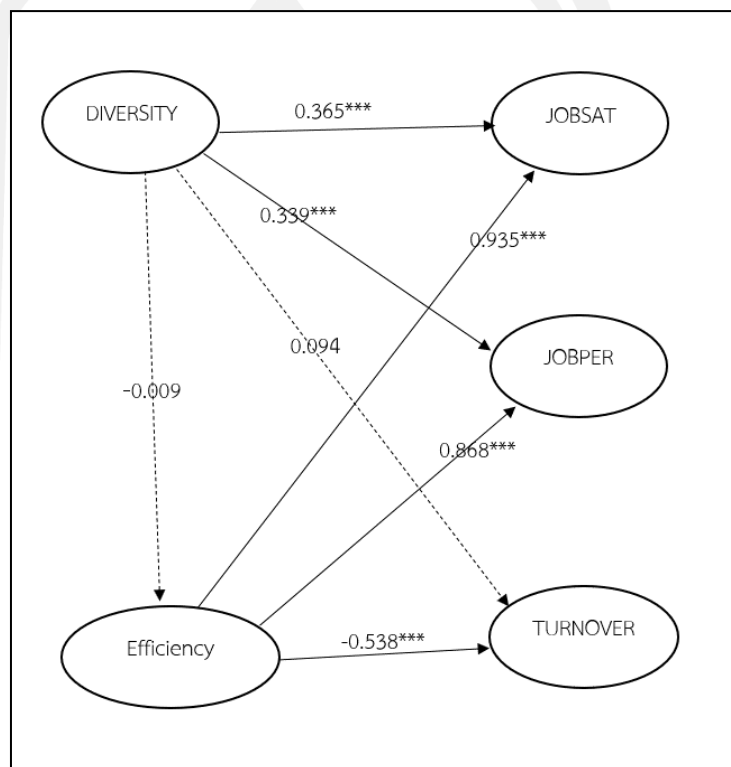 DIVERSITY
0.365***
JOBSAT
0.339***
0.935***
0.094
JOBPER
-0.009
0.868***
Efficiency
-0.538***
TURNOVER